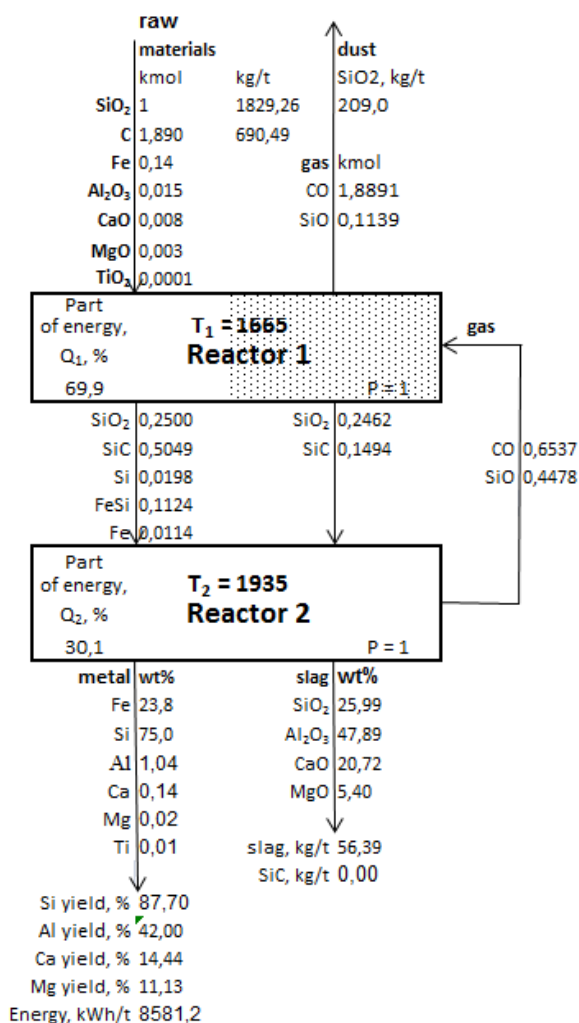 raw
materials dust
kmol kg/t SiO2, kg/t
SiO₂ 1 1829,26 209,0
C 1,890 690,49
Fe 0,14 gas kmol
Al₂O₃ 0,015 CO 1,8891
CaO 0,008 SiO 0,1139
MgO 0,003
TiO₂ 0,0001
Part
of energy, T₁ = 1665 gas
Q₁, % Reactor 1
69,9 P = 1
SiO₂ 0,2500 SiO₂ 0,2462
SiC 0,5049 SiC 0,1494 CO 0,6537
Si 0,0198 SiO 0,4478
FeSi 0,1124
Fe 0,0114
Part
of energy, T₂ = 1935
Q₂, % Reactor 2
30,1 P = 1
metal wt% slag wt%
Fe 23,8 SiO₂ 25,99
Si 75,0 Al₂O₃ 47,89
Al 1,04 CaO 20,72
Ca 0,14 MgO 5,40
Mg 0,02
Ti 0,01 slag, kg/t 56,39
SiC, kg/t 0,00
Si yield, % 87,70
Al yield, % 42,00
Ca yield, % 14,44
Mg yield, % 11,13
Energy, kWh/t 8581,2